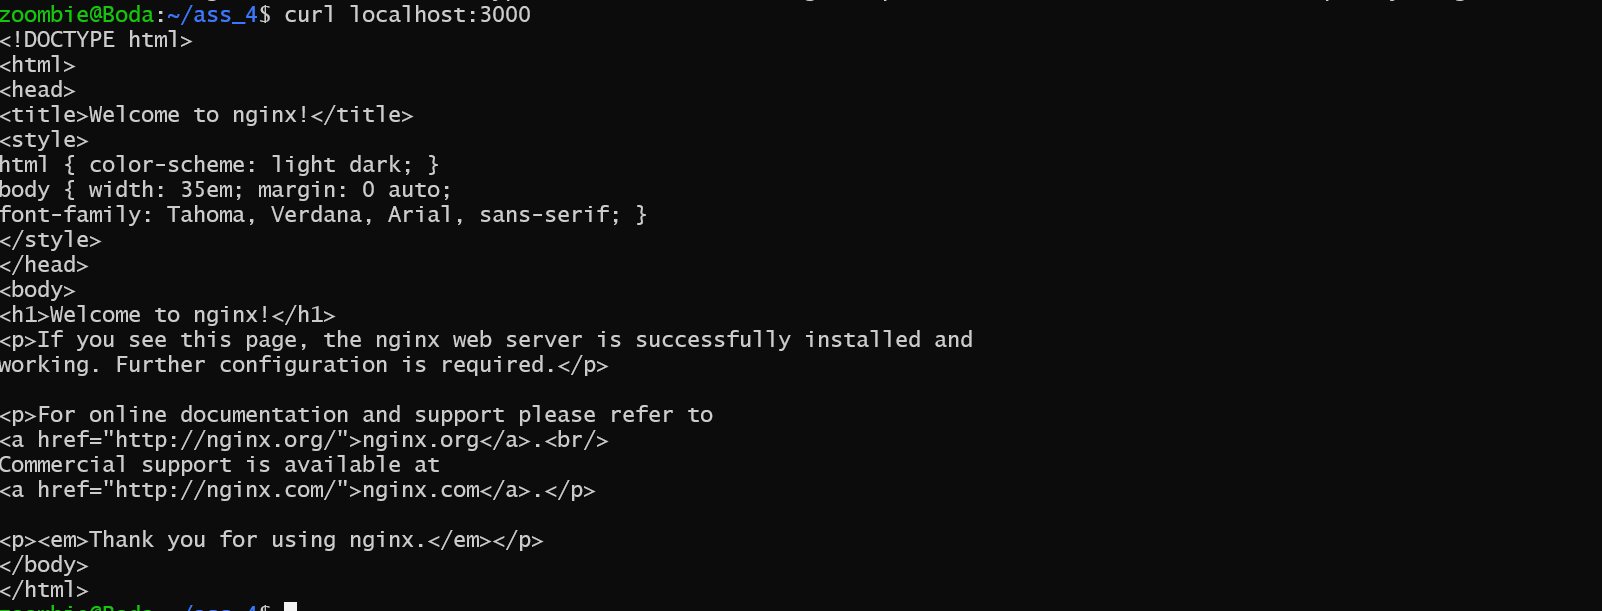 zoombie@Boda:~/ass_4$ curl localhost:3000
<!DOCTYPE html>
<html>
<head>
<title>Welcome to nginx!</title>
<style>
html { color-scheme: light dark; }
body { width: 35em; margin: 0 auto;
font-family: Tahoma, Verdana, Arial, sans-serif; }
</style>
</head>
<body>
<h1>Welcome to nginx!</h1>
<p>If you see this page, the nginx web server is successfully installed and
working. Further configuration is required.</p>

<p>For online documentation and support please refer to
<a href="http://nginx.org/">nginx.org</a>.<br/>
Commercial support is available at
<a href="http://nginx.com/">nginx.com</a>.</p>

<p><em>Thank you for using nginx.</em></p>
</body>
</html>
zoombie@Boda:~/ass_4$